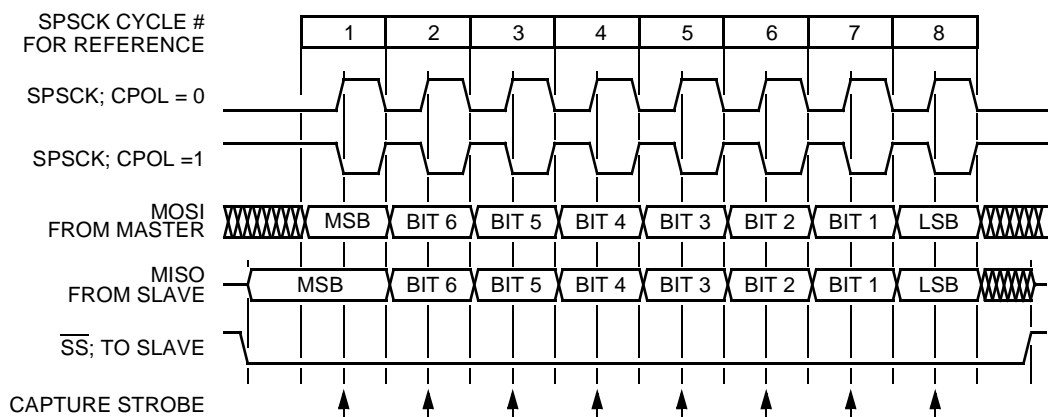 SPSCK CYCLE #
FOR REFERENCE
1 2 3 4 5 6 7 8
SPSCK; CPOL = 0
SPSCK; CPOL =1
MOSI
FROM MASTER
MSB BIT 6 BIT 5 BIT 4 BIT 3 BIT 2 BIT 1 LSB
MISO
FROM SLAVE
MSB BIT 6 BIT 5 BIT 4 BIT 3 BIT 2 BIT 1 LSB
SS; TO SLAVE
CAPTURE STROBE